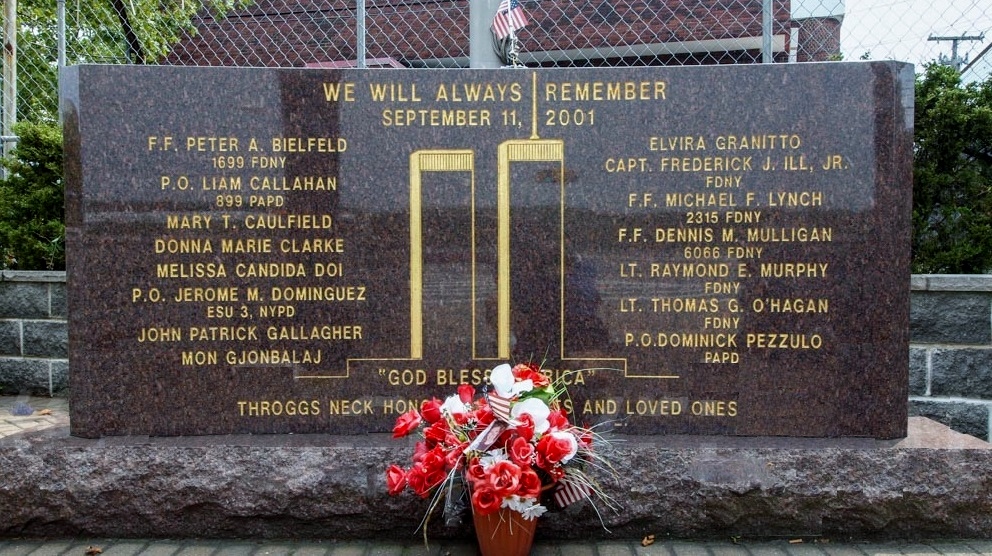 WE WILL ALWAYS REMEMBER
SEPTEMBER 11, 2001
F.F. PETER A. BIELFELD
1699 FDNY
P.O. LIAM CALLAHAN
899 PAPD
MARY T. CAULFIELD
DONNA MARIE CLARKE
MELISSA CANDIDA DOI
P.O. JEROME M. DOMINGUEZ
ESU 3, NYPD
JOHN PATRICK GALLAGHER
MON GJONBALAJ
ELVIRA GRANITTO
CAPT. FREDERICK J. ILL, JR.
FDNY
F.F. MICHAEL F. LYNCH
2315 FDNY
F.F. DENNIS M. MULLIGAN
6066 FDNY
LT. RAYMOND E. MURPHY
FDNY
LT. THOMAS G. O'HAGAN
FDNY
P.O.DOMINICK PEZZULO
PAPD
"GOD BLESS
THROGGS NECK AND LOVED ONES